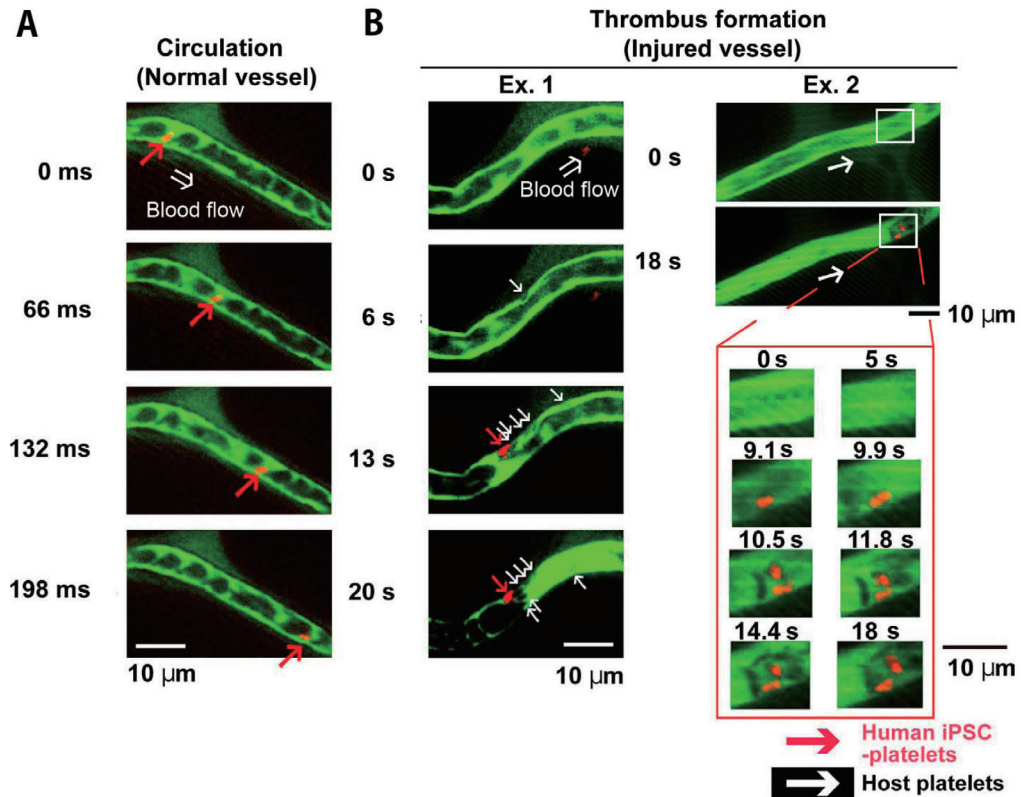 A
Circulation
(Normal vessel)
0 ms
Blood flow
66 ms
132 ms
198 ms
10 µm
B
Thrombus formation
(Injured vessel)
Ex. 1
0 s
Blood flow
6 s
13 s
20 s
10 µm
Ex. 2
0 s
18 s
10 µm
0 s 5 s
9.1 s 9.9 s
10.5 s 11.8 s
14.4 s 18 s
10 µm
Human iPSC
-platelets
Host platelets